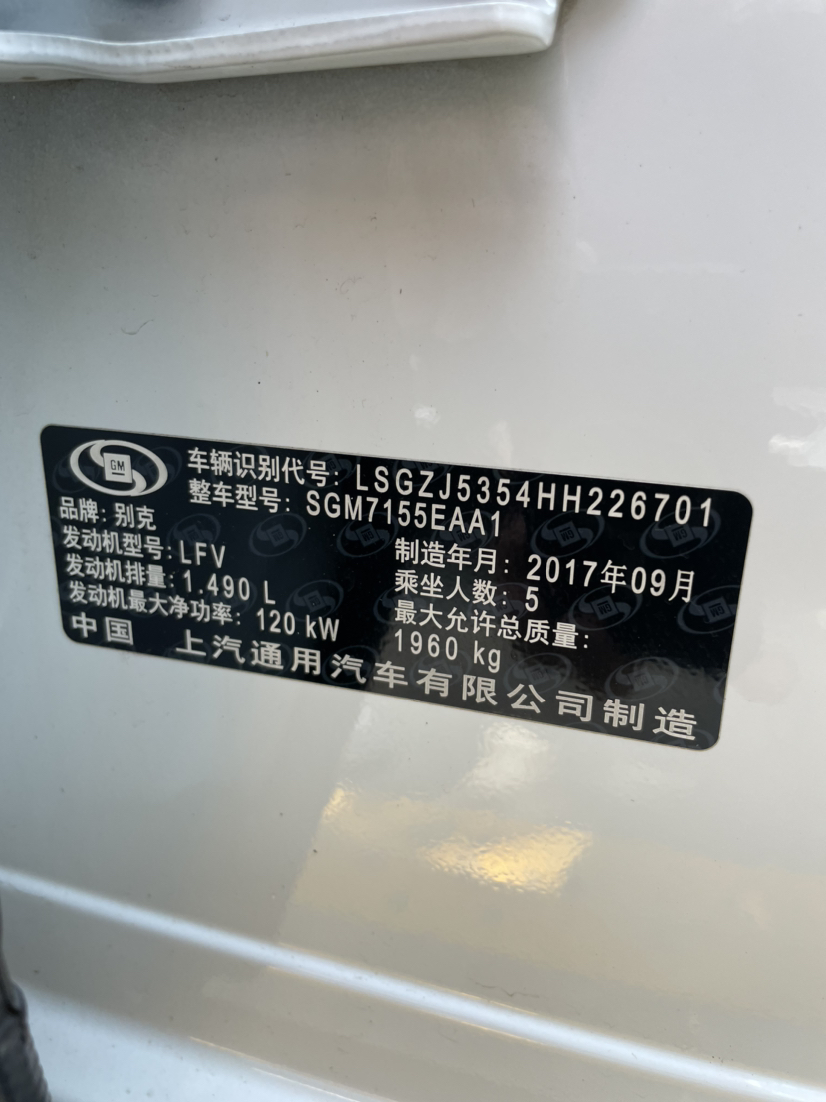 GM
车辆识别代号: LSGZJ5354HH226701
整车型号: SGM7155EAA1
品牌: 别克
发动机型号: LFV
制造年月: 2017年09月
发动机排量: 1.490 L
乘坐人数: 5
发动机最大净功率: 120 kW
最大允许总质量:
1960 kg
中国 上汽通用汽车有限公司制造